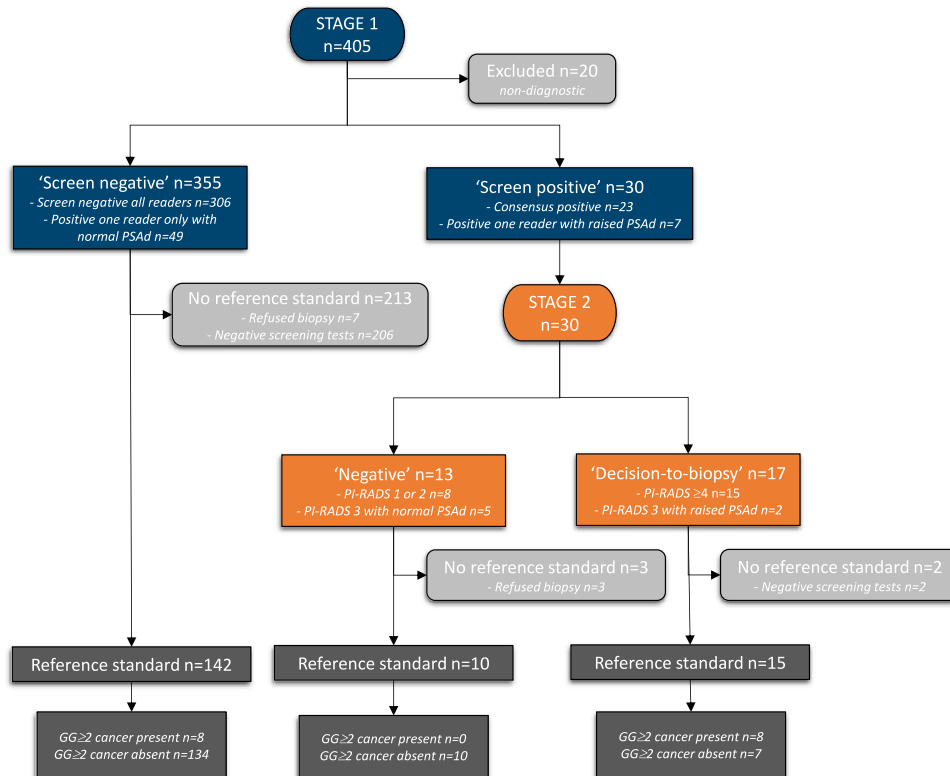 STAGE 1
n=405
Excluded n=20
non-diagnostic
‘Screen negative’ n=355
- Screen negative all readers n=306
- Positive one reader only with
normal PSAd n=49
‘Screen positive’ n=30
- Consensus positive n=23
- Positive one reader with raised PSAd n=7
No reference standard n=213
- Refused biopsy n=7
- Negative screening tests n=206
STAGE 2
n=30
‘Negative’ n=13
- PI-RADS 1 or 2 n=8
- PI-RADS 3 with normal PSAd n=5
‘Decision-to-biopsy’ n=17
- PI-RADS ≥4 n=15
- PI-RADS 3 with raised PSAd n=2
No reference standard n=3
- Refused biopsy n=3
No reference standard n=2
- Negative screening tests n=2
Reference standard n=142
Reference standard n=10
Reference standard n=15
GG≥2 cancer present n=8
GG≥2 cancer absent n=134
GG≥2 cancer present n=0
GG≥2 cancer absent n=10
GG≥2 cancer present n=8
GG≥2 cancer absent n=7